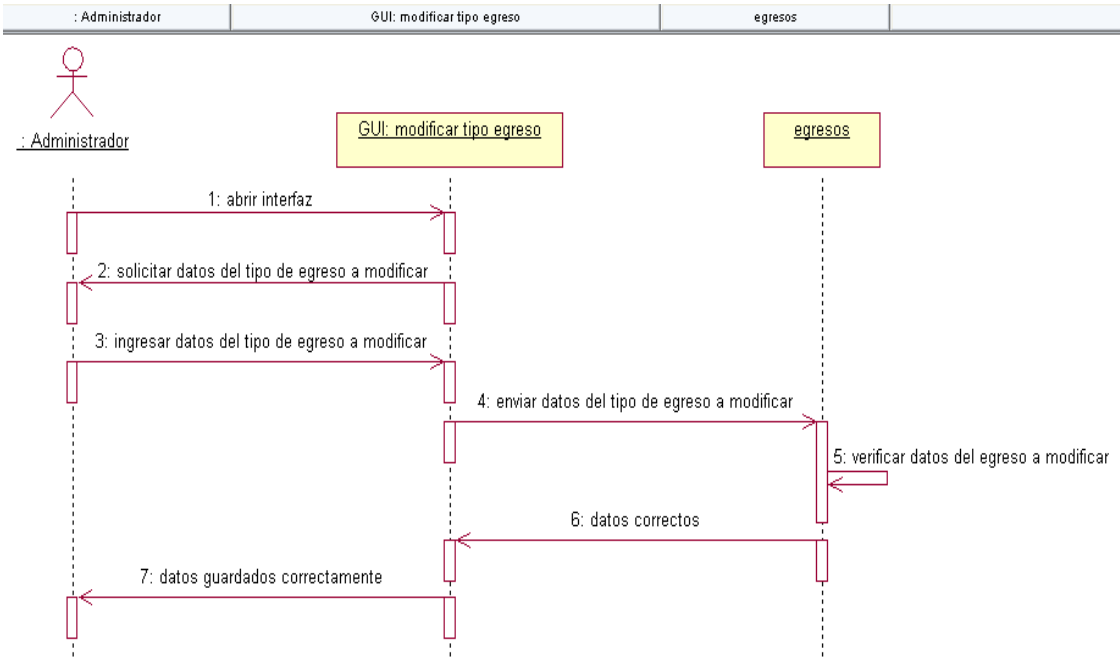 : Administrador
GUI: modificar tipo egreso
egresos
: Administrador
GUI: modificar tipo egreso
egresos
1: abrir interfaz
2: solicitar datos del tipo de egreso a modificar
3: ingresar datos del tipo de egreso a modificar
4: enviar datos del tipo de egreso a modificar
5: verificar datos del egreso a modificar
6: datos correctos
7: datos guardados correctamente